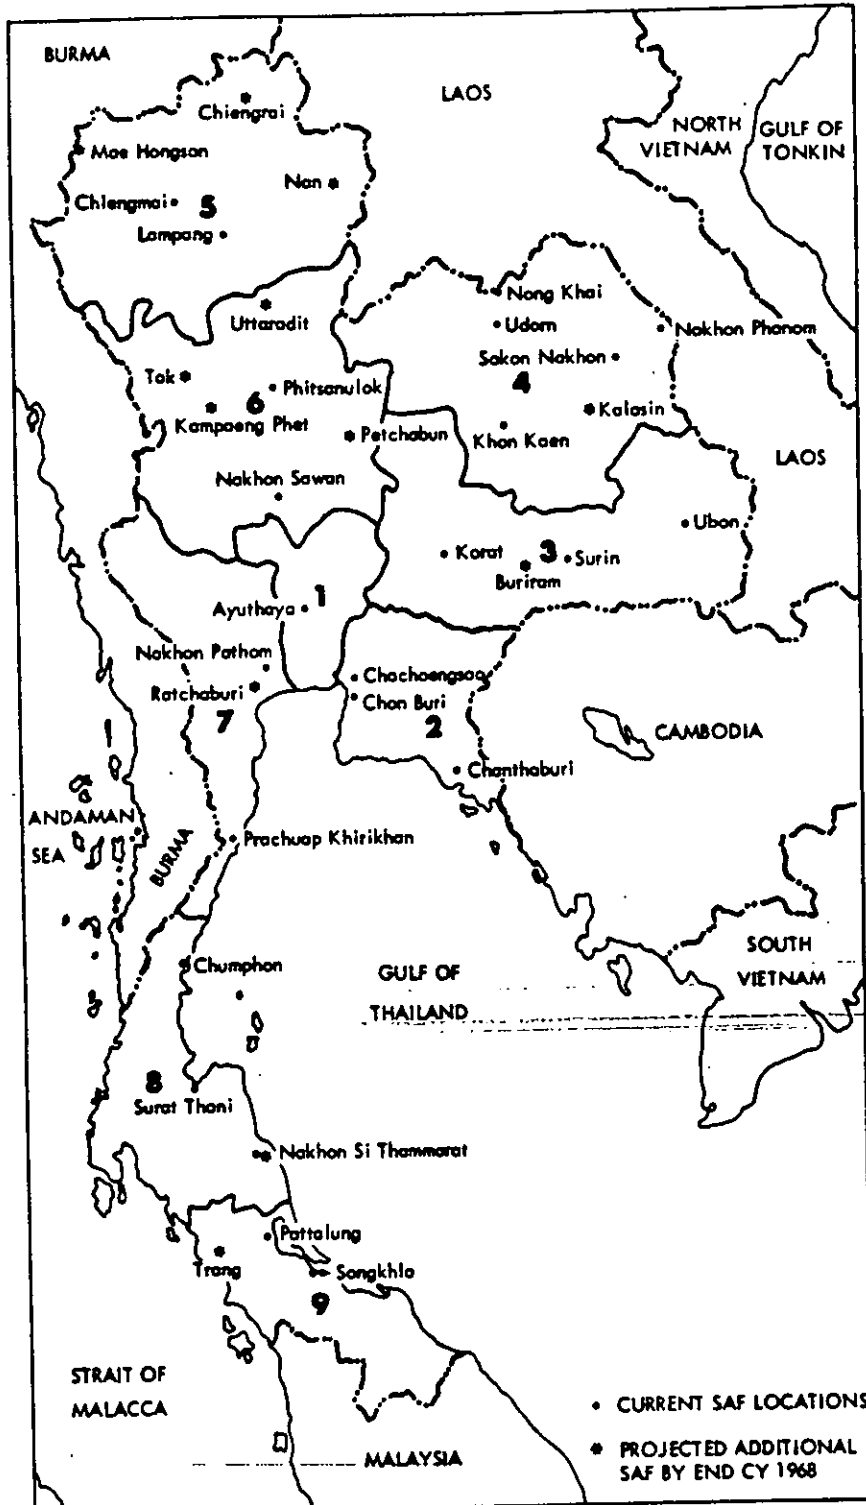 BURMA
LAOS
Chiengrai
NORTH
VIETNAM
GULF OF
TONKIN
Mae Hongson
Nan
Chiengmai
5
Lampang
Nong Khai
Uttaradit
Udorn
Nakhon Phanom
Sakon Nakhon
Tak
4
Phitsanulok
6
Kalasin
Kampaeng Phet
Petchabun
Khon Kaen
LAOS
Nakhon Sawan
Ubon
Korat
3
Surin
Buriram
Ayuthaya
1
Nakhon Pathom
Chachoengsao
Ratchaburi
Chon Buri
7
2
CAMBODIA
Chanthaburi
ANDAMAN
SEA
BURMA
Prachuap Khirikhan
SOUTH
VIETNAM
Chumphon
GULF OF
THAILAND
8
Surat Thani
Nakhon Si Thammarat
Pattalung
Trang
Songkhla
9
STRAIT OF
MALACCA
MALAYSIA
• CURRENT SAF LOCATIONS
* PROJECTED ADDITIONAL
SAF BY END CY 1968